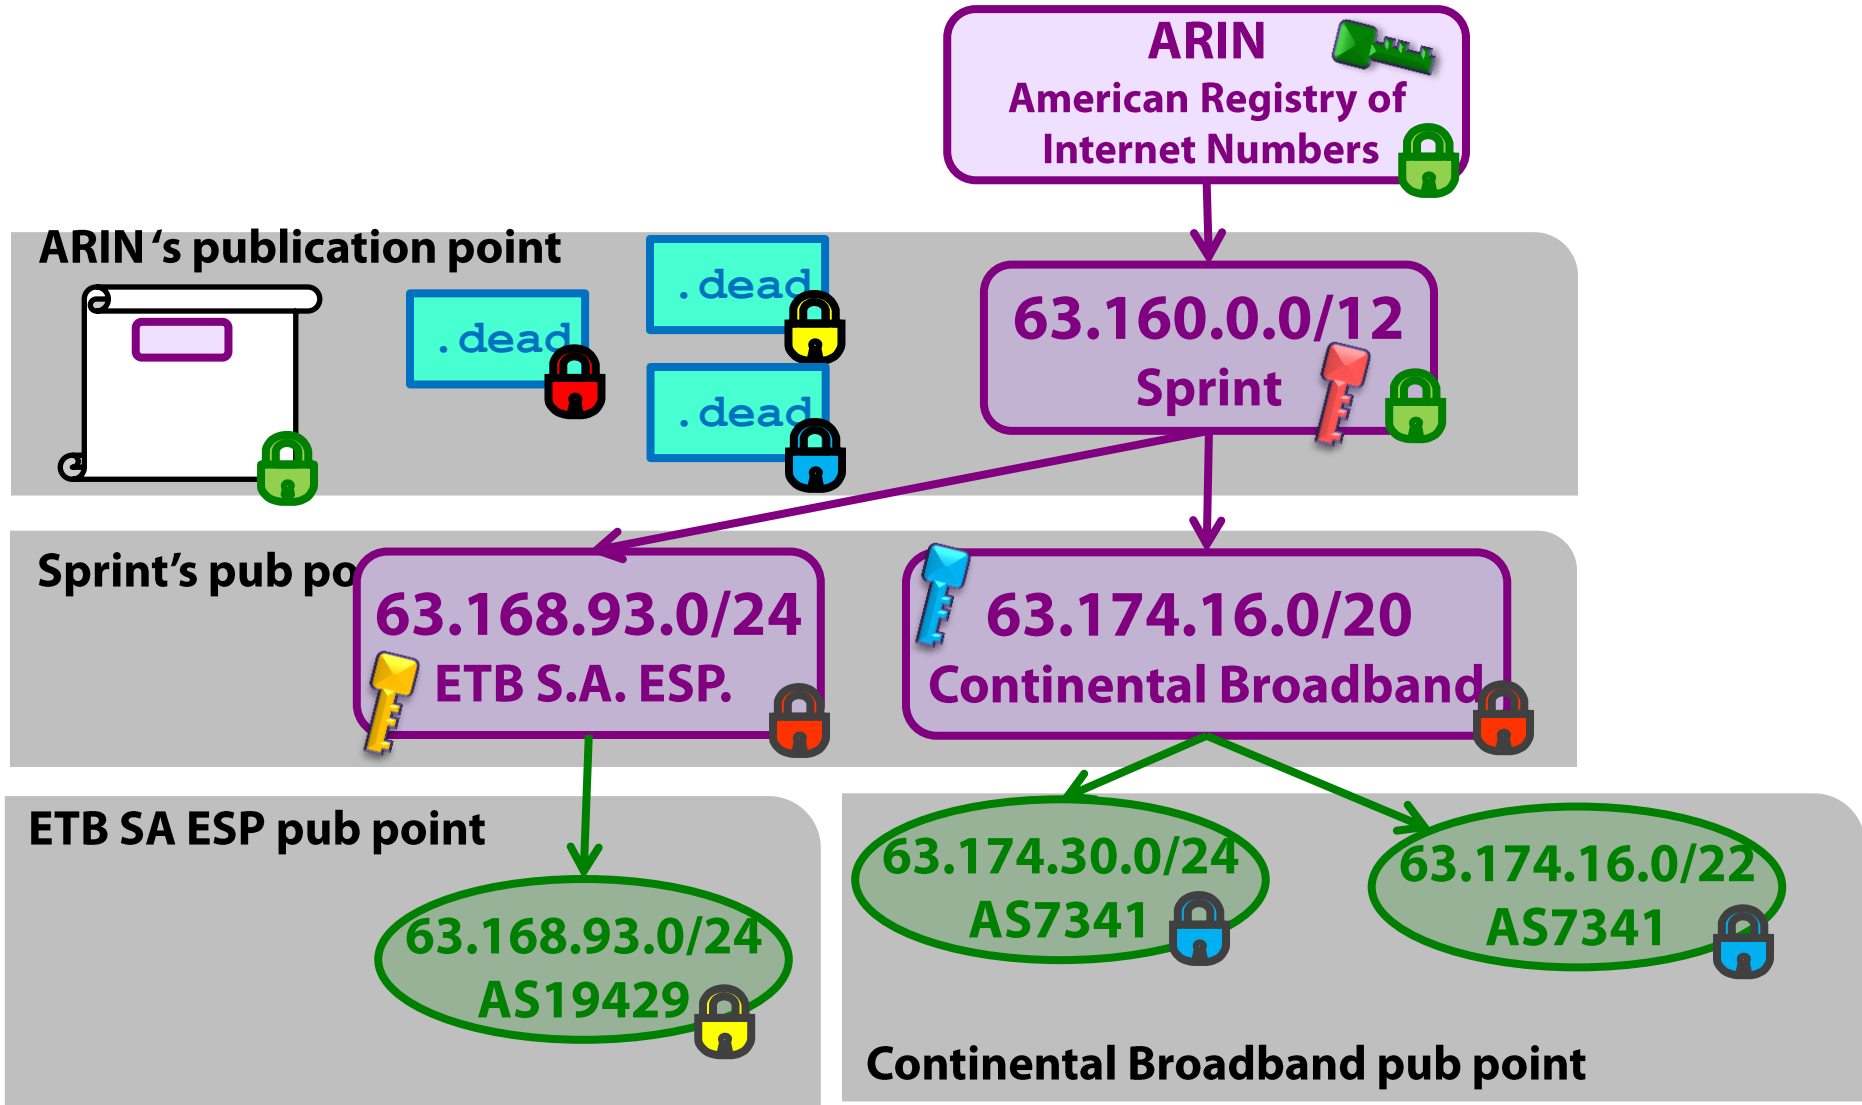 ARIN
American Registry of
Internet Numbers
ARIN ‘s publication point
.dead
.dead
.dead
63.160.0.0/12
Sprint
Sprint’s pub po
63.168.93.0/24
ETB S.A. ESP.
63.174.16.0/20
Continental Broadband
ETB SA ESP pub point
63.168.93.0/24
AS19429
63.174.30.0/24
AS7341
63.174.16.0/22
AS7341
Continental Broadband pub point